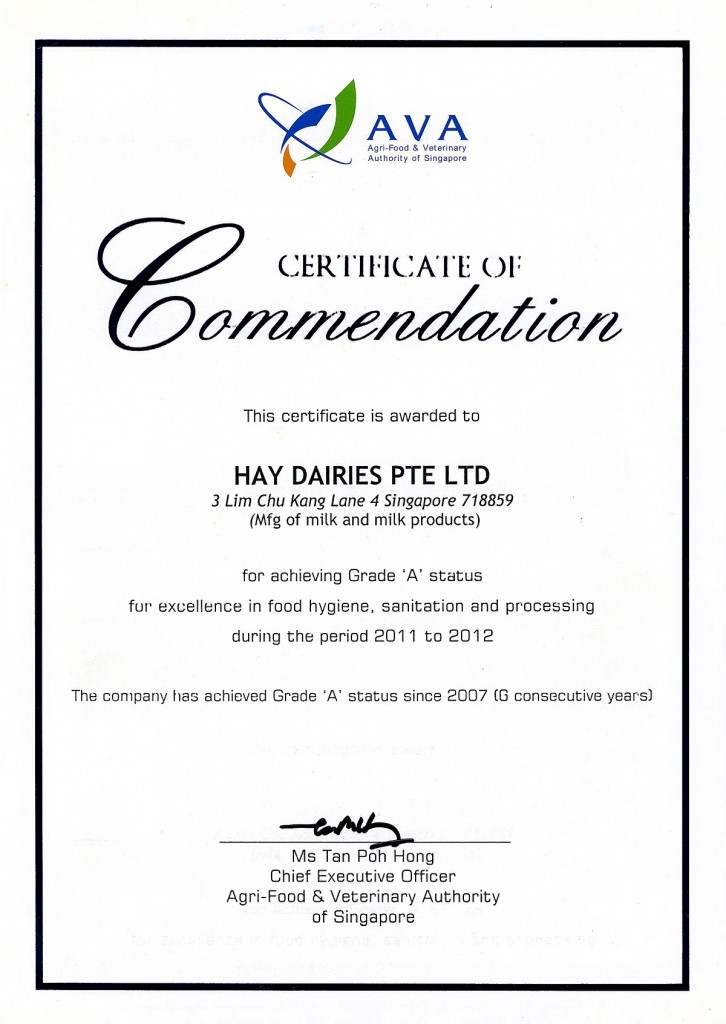 AVA
Agri-Food & Veterinary
Authority of Singapore
CERTIFICATE OF
Commendation
This certificate is awarded to
HAY DAIRIES PTE LTD
3 Lim Chu Kang Lane 4 Singapore 718859
(Mfg of milk and milk products)
for achieving Grade 'A' status
for excellence in food hygiene, sanitation and processing
during the period 2011 to 2012
The company has achieved Grade 'A' status since 2007 (6 consecutive years)
Ms Tan Poh Hong
Chief Executive Officer
Agri-Food & Veterinary Authority
of Singapore